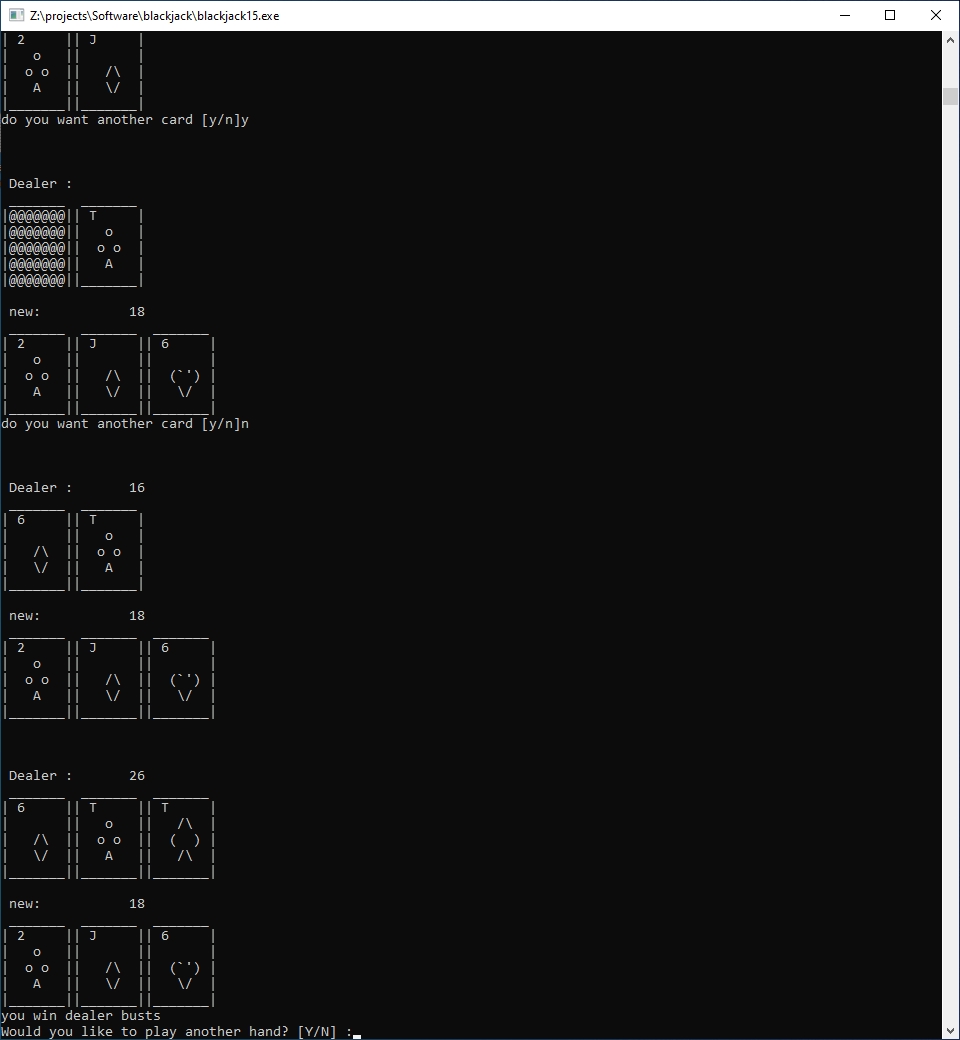 Z:\projects\Software\blackjack\blackjack15.exe
| 2     || J     |
|   o   ||       |
|  o o  ||   /\  |
|   A   ||   \/  |
|_______||_______|
do you want another card [y/n]y
 Dealer :
 _______  _______
|@@@@@@@|| T     |
|@@@@@@@||   o   |
|@@@@@@@||  o o  |
|@@@@@@@||   A   |
|@@@@@@@||_______|
 new:           18
 _______  _______  _______
| 2     || J     || 6     |
|   o   ||       ||       |
|  o o  ||   /\  ||  (`') |
|   A   ||   \/  ||   \/  |
|_______||_______||_______|
do you want another card [y/n]n
 Dealer :       16
 _______  _______
| 6     || T     |
|       ||   o   |
|   /\  ||  o o  |
|   \/  ||   A   |
|_______||_______|
 new:           18
 _______  _______  _______
| 2     || J     || 6     |
|   o   ||       ||       |
|  o o  ||   /\  ||  (`') |
|   A   ||   \/  ||   \/  |
|_______||_______||_______|
 Dealer :       26
 _______  _______  _______
| 6     || T     || T     |
|       ||   o   ||   /\  |
|   /\  ||  o o  ||  (  ) |
|   \/  ||   A   ||   /\  |
|_______||_______||_______|
 new:           18
 _______  _______  _______
| 2     || J     || 6     |
|   o   ||       ||       |
|  o o  ||   /\  ||  (`') |
|   A   ||   \/  ||   \/  |
|_______||_______||_______|
you win dealer busts
Would you like to play another hand? [Y/N] :